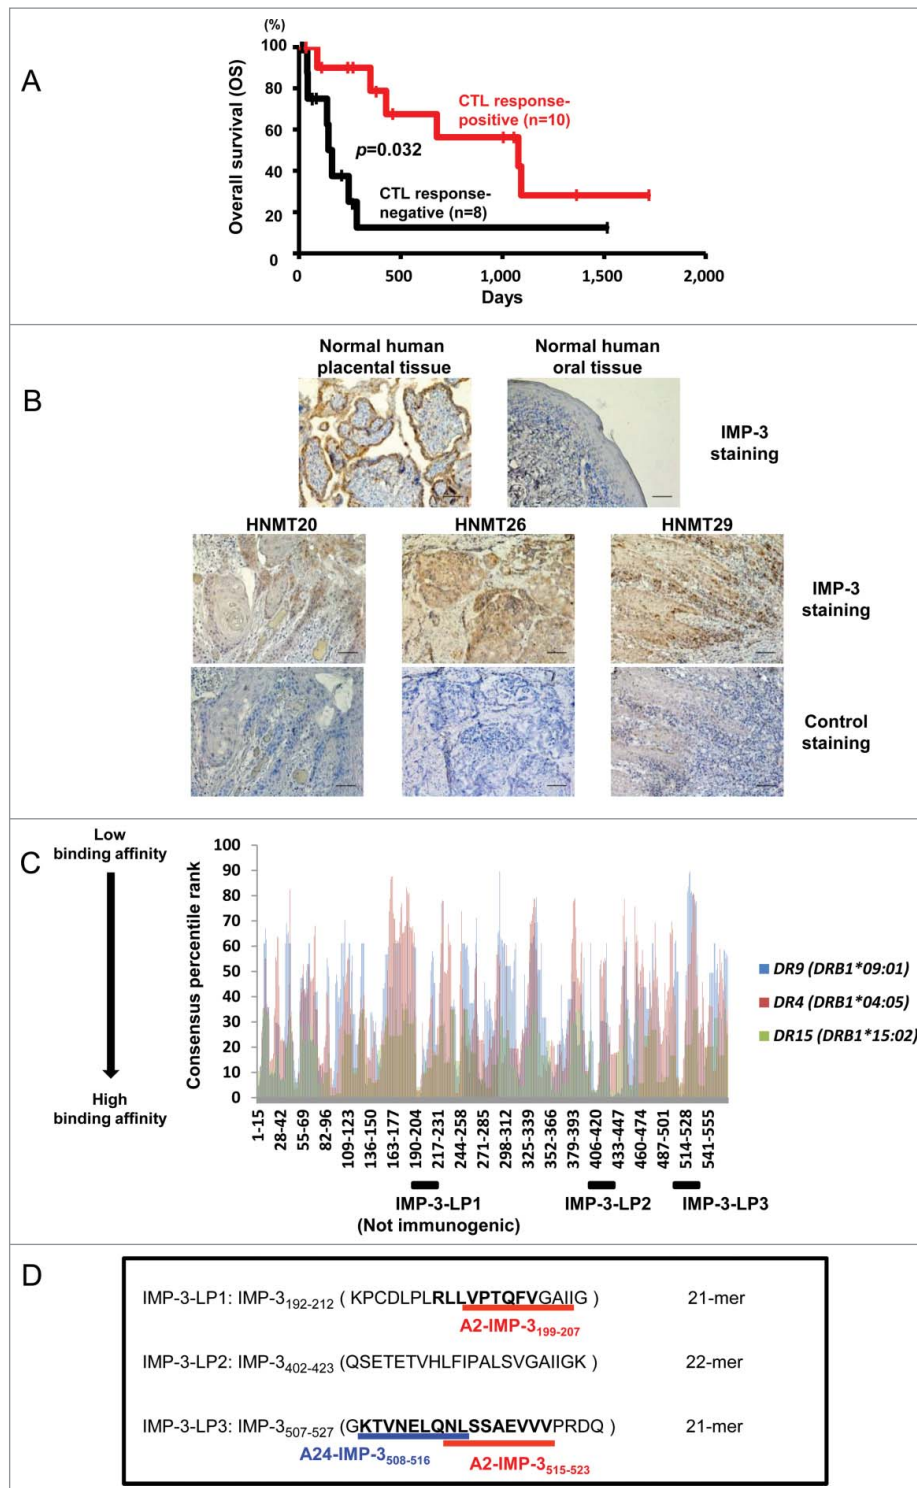 A
(%)
100
80
60
40
20
0
Overall survival (OS)
CTL response-
positive (n=10)
p=0.032
CTL response-
negative (n=8)
0 500 1,000 1,500 2,000
Days
B
Normal human
placental tissue
Normal human
oral tissue
IMP-3
staining
HNMT20 HNMT26 HNMT29
IMP-3
staining
Control
staining
C
Low
binding affinity
High
binding affinity
Consensus percentile rank
100
90
80
70
60
50
40
30
20
10
0
DR9 (DRB1*09:01)
DR4 (DRB1*04:05)
DR15 (DRB1*15:02)
1-15
28-42
55-69
82-96
109-123
136-150
163-177
190-204
217-231
244-258
271-285
298-312
325-339
352-366
379-393
406-420
433-447
460-474
487-501
514-528
541-555
IMP-3-LP1
(Not immunogenic)
IMP-3-LP2
IMP-3-LP3
D
IMP-3-LP1: IMP-3192-212 ( KPCDLPLRLLVPTQFVGAIIG ) 21-mer
A2-IMP-3199-207
IMP-3-LP2: IMP-3402-423 (QSETETVHLFIPALSVGAIIGK ) 22-mer
IMP-3-LP3: IMP-3507-527 (GKTVNELQNLSSAEVVVPRDQ ) 21-mer
A24-IMP-3508-516
A2-IMP-3515-523